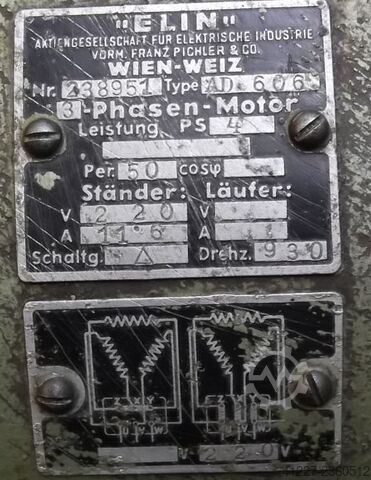 "ELIN"
AKTIENGESELLSCHAFT FÜR ELEKTRISCHE INDUSTRIE
VORM. FRANZ PICHLER & CO.
WIEN-WEIZ
Nr. 238951 Type AD 606
3-Phasen-Motor
Leistung PS 4
Per. 50 cosφ
Ständer: Läufer:
V 220 V
A 11·6 A
Schaltg. △ Drehz. 930
Z X Y Z X Y
U V W U V W
V 220 V